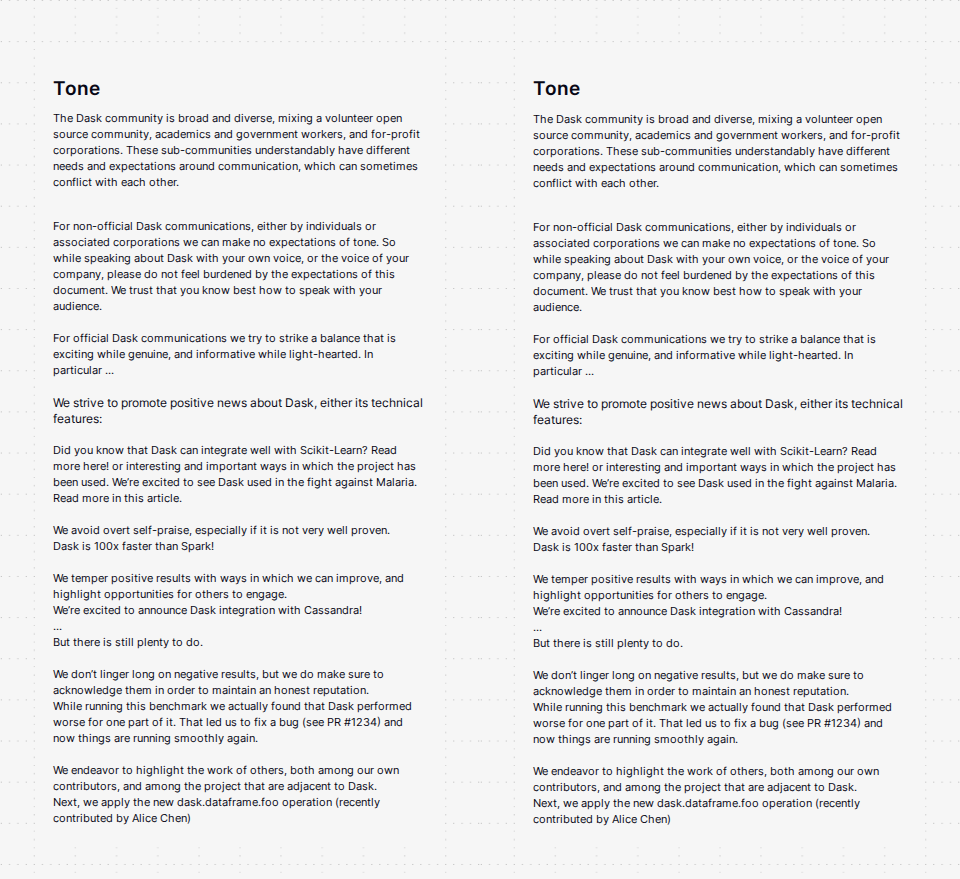 Tone
The Dask community is broad and diverse, mixing a volunteer open
source community, academics and government workers, and for-profit
corporations. These sub-communities understandably have different
needs and expectations around communication, which can sometimes
conflict with each other.
For non-official Dask communications, either by individuals or
associated corporations we can make no expectations of tone. So
while speaking about Dask with your own voice, or the voice of your
company, please do not feel burdened by the expectations of this
document. We trust that you know best how to speak with your
audience.
For official Dask communications we try to strike a balance that is
exciting while genuine, and informative while light-hearted. In
particular ...
We strive to promote positive news about Dask, either its technical
features:
Did you know that Dask can integrate well with Scikit-Learn? Read
more here! or interesting and important ways in which the project has
been used. We’re excited to see Dask used in the fight against Malaria.
Read more in this article.
We avoid overt self-praise, especially if it is not very well proven.
Dask is 100x faster than Spark!
We temper positive results with ways in which we can improve, and
highlight opportunities for others to engage.
We’re excited to announce Dask integration with Cassandra!
...
But there is still plenty to do.
We don’t linger long on negative results, but we do make sure to
acknowledge them in order to maintain an honest reputation.
While running this benchmark we actually found that Dask performed
worse for one part of it. That led us to fix a bug (see PR #1234) and
now things are running smoothly again.
We endeavor to highlight the work of others, both among our own
contributors, and among the project that are adjacent to Dask.
Next, we apply the new dask.dataframe.foo operation (recently
contributed by Alice Chen)
Tone
The Dask community is broad and diverse, mixing a volunteer open
source community, academics and government workers, and for-profit
corporations. These sub-communities understandably have different
needs and expectations around communication, which can sometimes
conflict with each other.
For non-official Dask communications, either by individuals or
associated corporations we can make no expectations of tone. So
while speaking about Dask with your own voice, or the voice of your
company, please do not feel burdened by the expectations of this
document. We trust that you know best how to speak with your
audience.
For official Dask communications we try to strike a balance that is
exciting while genuine, and informative while light-hearted. In
particular ...
We strive to promote positive news about Dask, either its technical
features:
Did you know that Dask can integrate well with Scikit-Learn? Read
more here! or interesting and important ways in which the project has
been used. We’re excited to see Dask used in the fight against Malaria.
Read more in this article.
We avoid overt self-praise, especially if it is not very well proven.
Dask is 100x faster than Spark!
We temper positive results with ways in which we can improve, and
highlight opportunities for others to engage.
We’re excited to announce Dask integration with Cassandra!
...
But there is still plenty to do.
We don’t linger long on negative results, but we do make sure to
acknowledge them in order to maintain an honest reputation.
While running this benchmark we actually found that Dask performed
worse for one part of it. That led us to fix a bug (see PR #1234) and
now things are running smoothly again.
We endeavor to highlight the work of others, both among our own
contributors, and among the project that are adjacent to Dask.
Next, we apply the new dask.dataframe.foo operation (recently
contributed by Alice Chen)